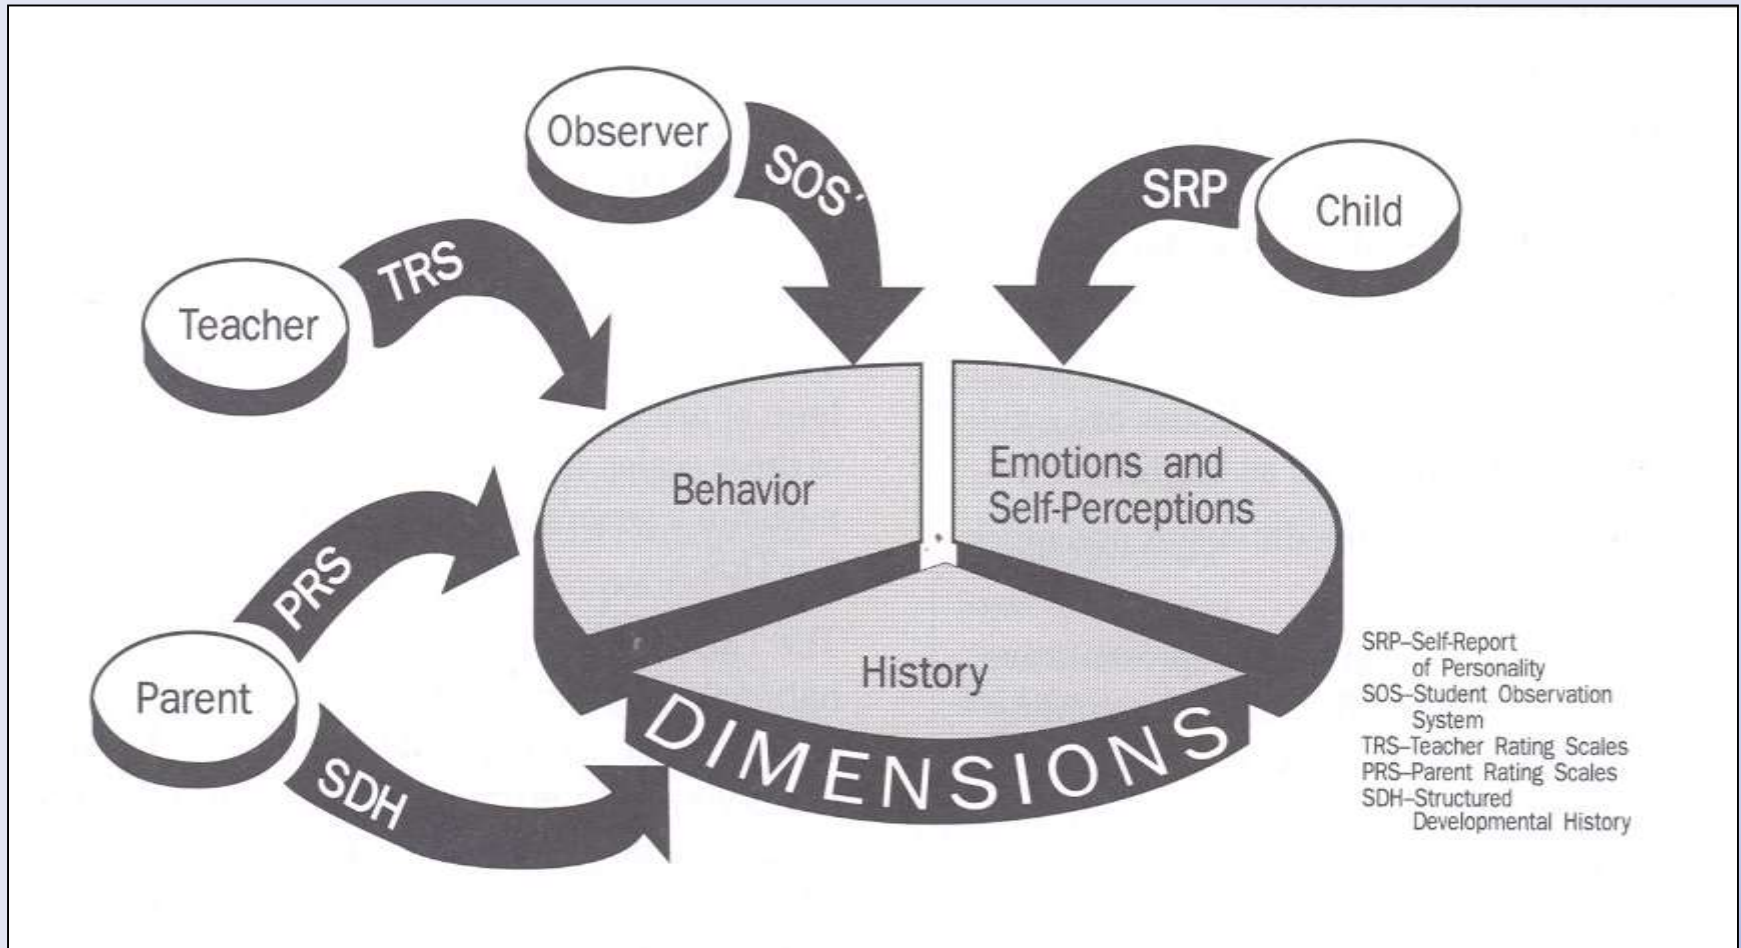 Observer
SOS
SRP
Child
TRS
Teacher
Behavior
Emotions and
Self-Perceptions
PRS
Parent
History
SDH
DIMENSIONS
SRP–Self-Report
of Personality
SOS–Student Observation
System
TRS–Teacher Rating Scales
PRS–Parent Rating Scales
SDH–Structured
Developmental History